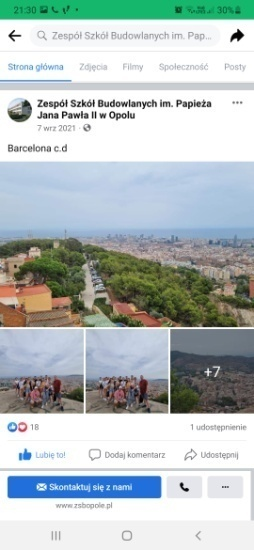 21:30
30%
Zespół Szkół Budowlanych im. Pap...
Strona główna Zdjęcia Filmy Społeczność Posty
Zespół Szkół Budowlanych im. Papieża
Jana Pawła II w Opolu
7 wrz 2021 ·
Barcelona c.d
+7
18 1 udostępnienie
Lubię to! Dodaj komentarz Udostępnij
Skontaktuj się z nami
www.zsbopole.pl